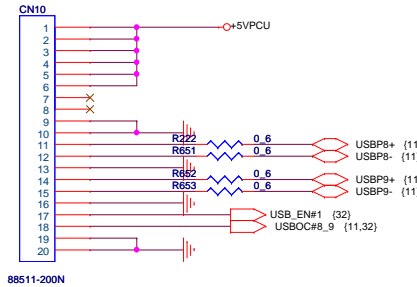 CN10
1 +5VPCU
2
3
4
5
6
7
8
9
10
11 R222 0_6 USBP8+ {11
12 R651 0_6 USBP8- {11
13
14 R652 0_6 USBP9+ {11
15 R653 0_6 USBP9- {11
16
17 USB_EN#1 {32}
18 USBOC#8_9 {11,32}
19
20
88511-200N